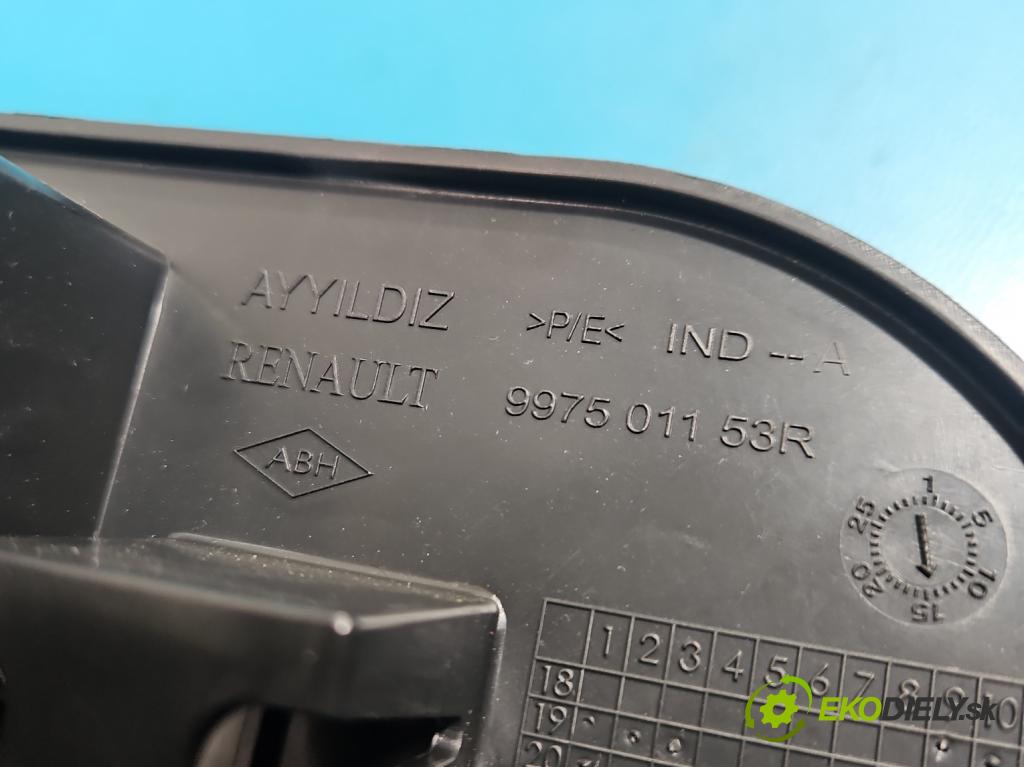 AYYILDIZ >P/E< IND -- A
RENAULT 9975 011 53R
ABH
1 5 10 15 20 25
1 2 3 4 5 6 7 8 9 10
18
19
20
EKODIELY.sk